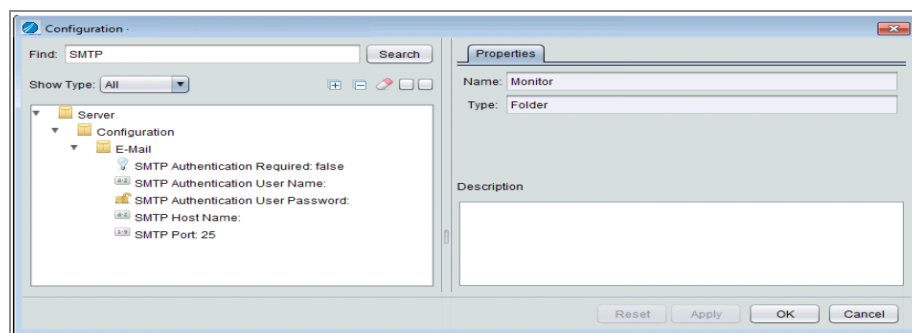 Configuration -
Find: SMTP
Search
Show Type: All
Server
Configuration
E-Mail
SMTP Authentication Required: false
SMTP Authentication User Name:
SMTP Authentication User Password:
SMTP Host Name:
SMTP Port: 25
Properties
Name: Monitor
Type: Folder
Description
Reset Apply OK Cancel